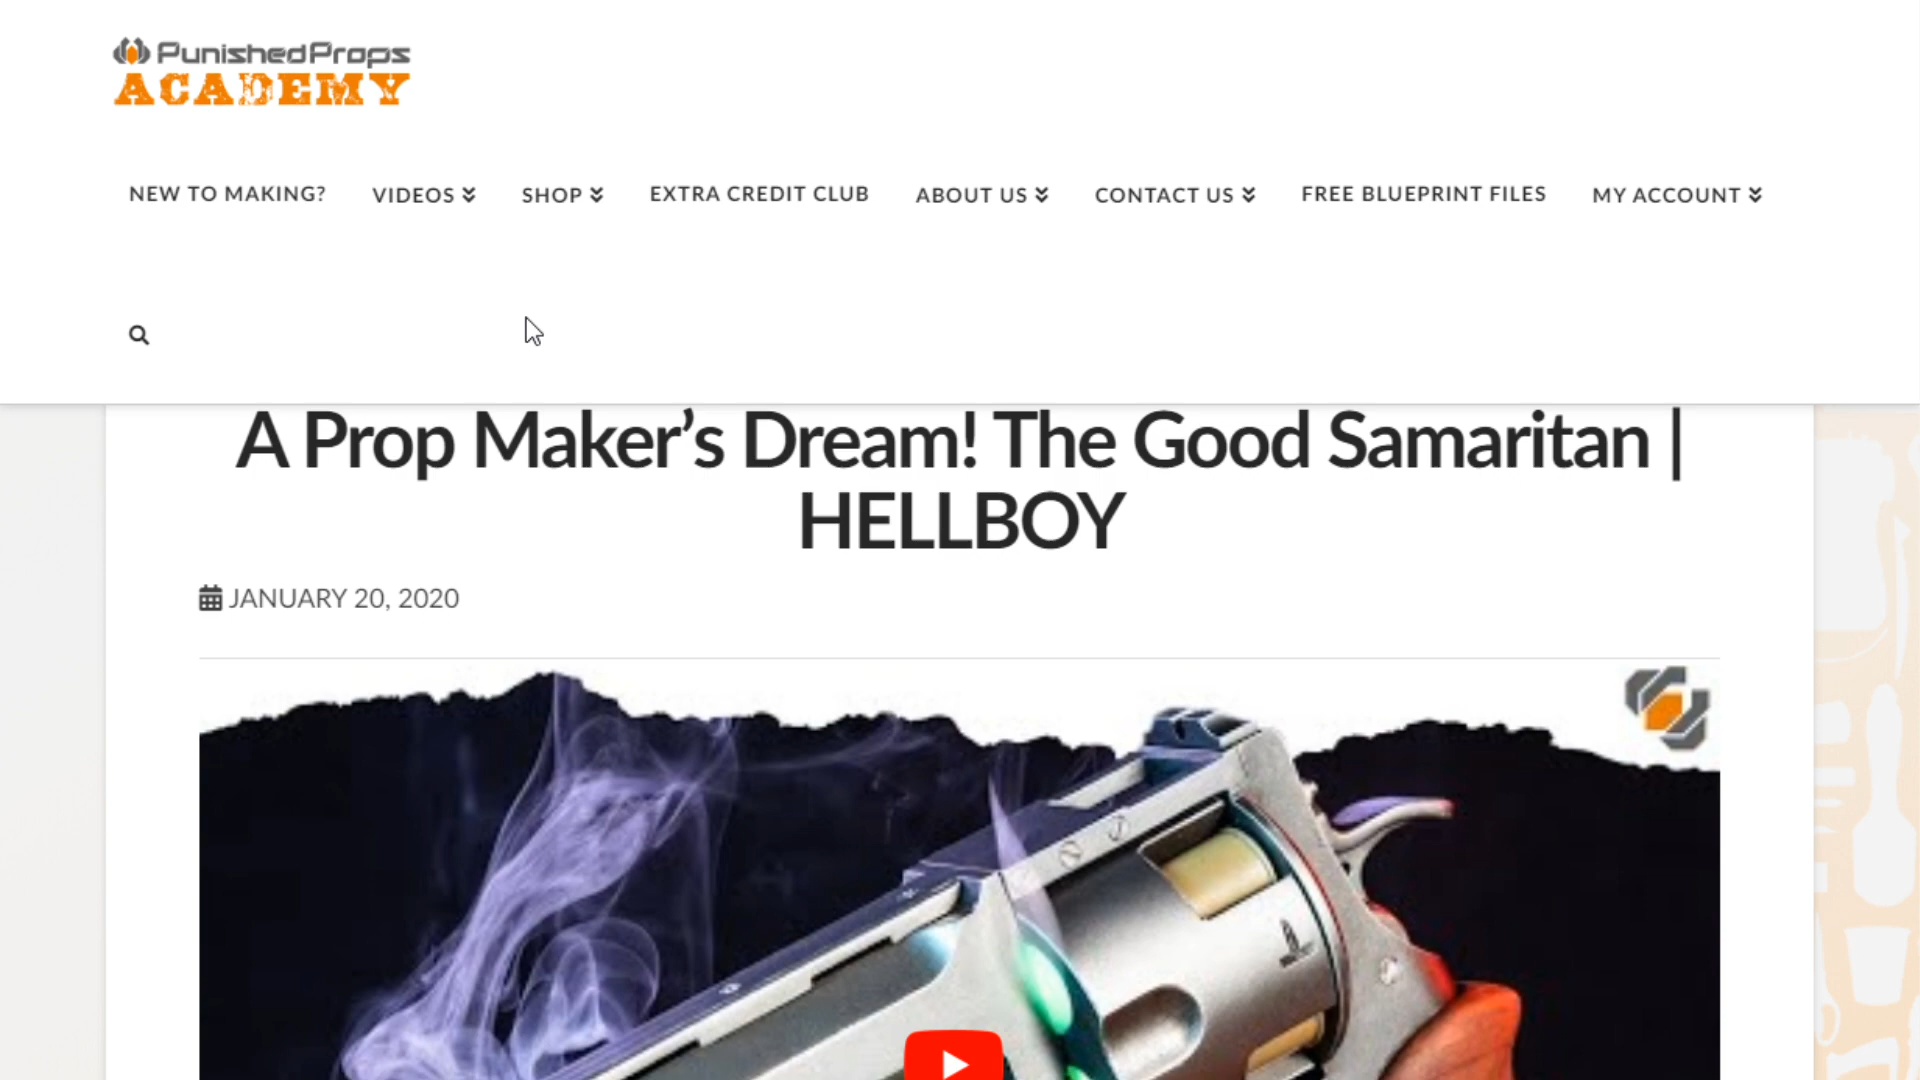 PunishedProps
ACADEMY
NEW TO MAKING? VIDEOS SHOP EXTRA CREDIT CLUB ABOUT US CONTACT US FREE BLUEPRINT FILES MY ACCOUNT
A Prop Maker’s Dream! The Good Samaritan |
HELLBOY
JANUARY 20, 2020